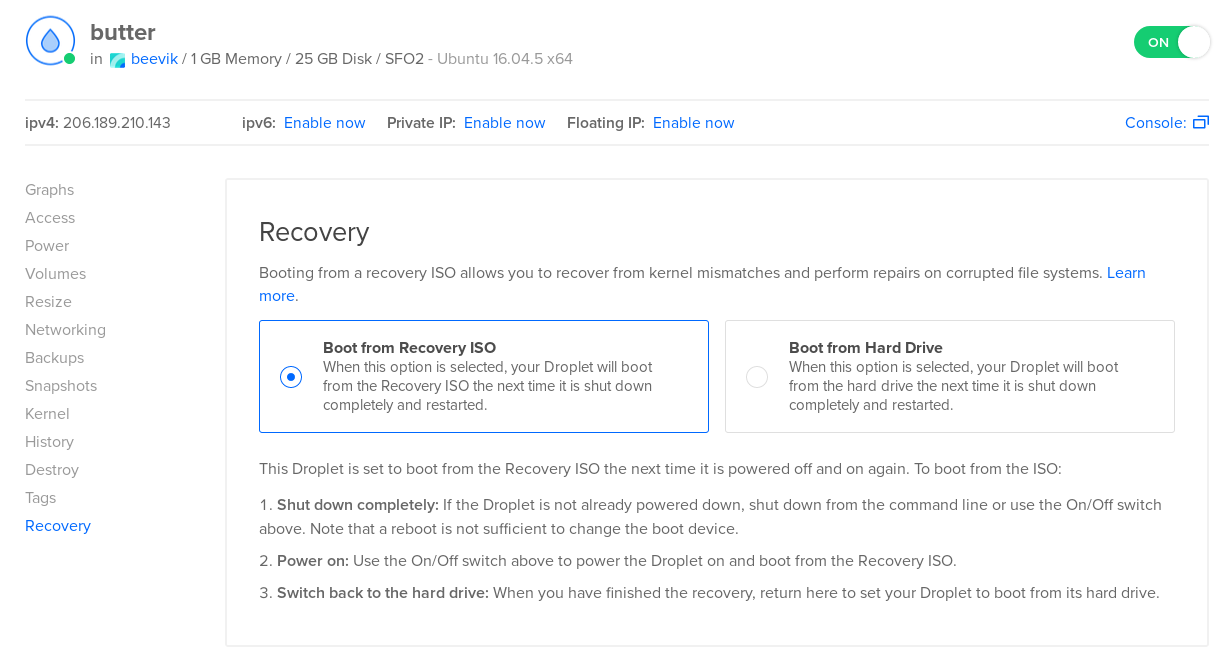 butter
ON
in beevik / 1 GB Memory / 25 GB Disk / SFO2 - Ubuntu 16.04.5 x64
ipv4: 206.189.210.143 ipv6: Enable now Private IP: Enable now Floating IP: Enable now Console:
Graphs
Access
Power
Volumes
Resize
Networking
Backups
Snapshots
Kernel
History
Destroy
Tags
Recovery
Recovery
Booting from a recovery ISO allows you to recover from kernel mismatches and perform repairs on corrupted file systems. Learn
more.
Boot from Recovery ISO
When this option is selected, your Droplet will boot
from the Recovery ISO the next time it is shut down
completely and restarted.
Boot from Hard Drive
When this option is selected, your Droplet will boot
from the hard drive the next time it is shut down
completely and restarted.
This Droplet is set to boot from the Recovery ISO the next time it is powered off and on again. To boot from the ISO:
1. Shut down completely: If the Droplet is not already powered down, shut down from the command line or use the On/Off switch
above. Note that a reboot is not sufficient to change the boot device.
2. Power on: Use the On/Off switch above to power the Droplet on and boot from the Recovery ISO.
3. Switch back to the hard drive: When you have finished the recovery, return here to set your Droplet to boot from its hard drive.